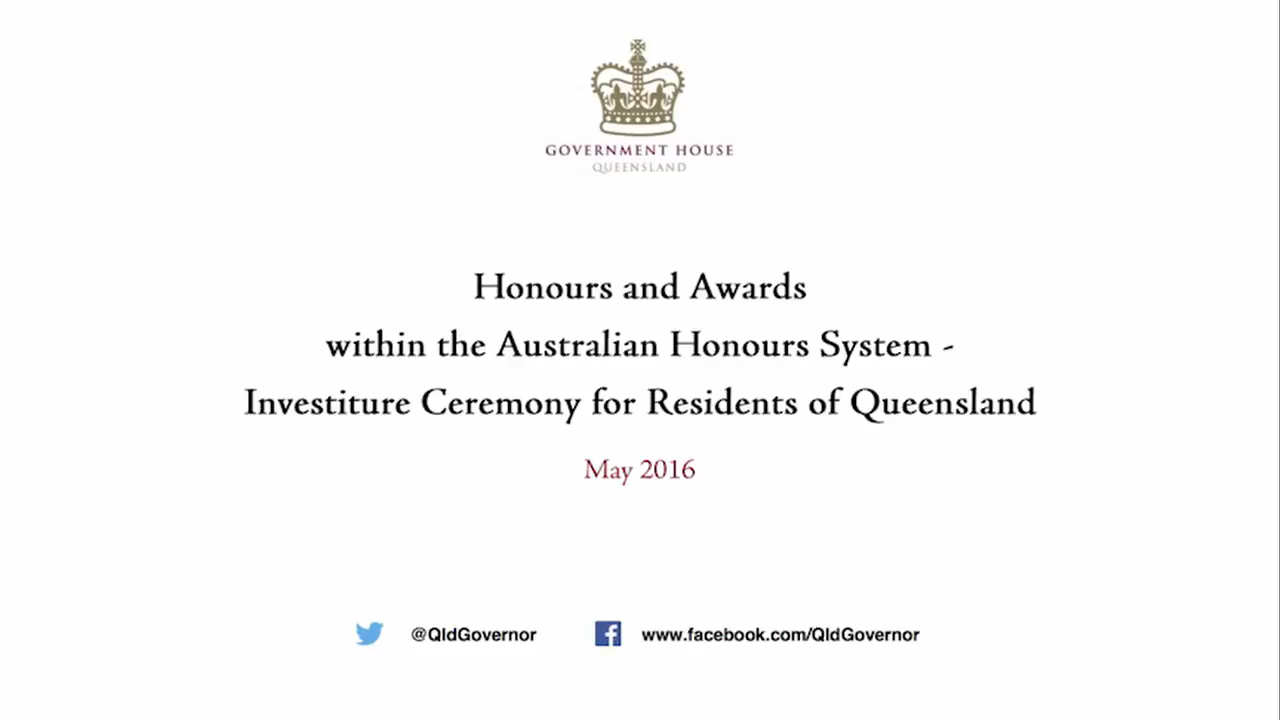 GOVERNMENT HOUSE
QUEENSLAND
Honours and Awards
within the Australian Honours System -
Investiture Ceremony for Residents of Queensland
May 2016
@QldGovernor www.facebook.com/QldGovernor